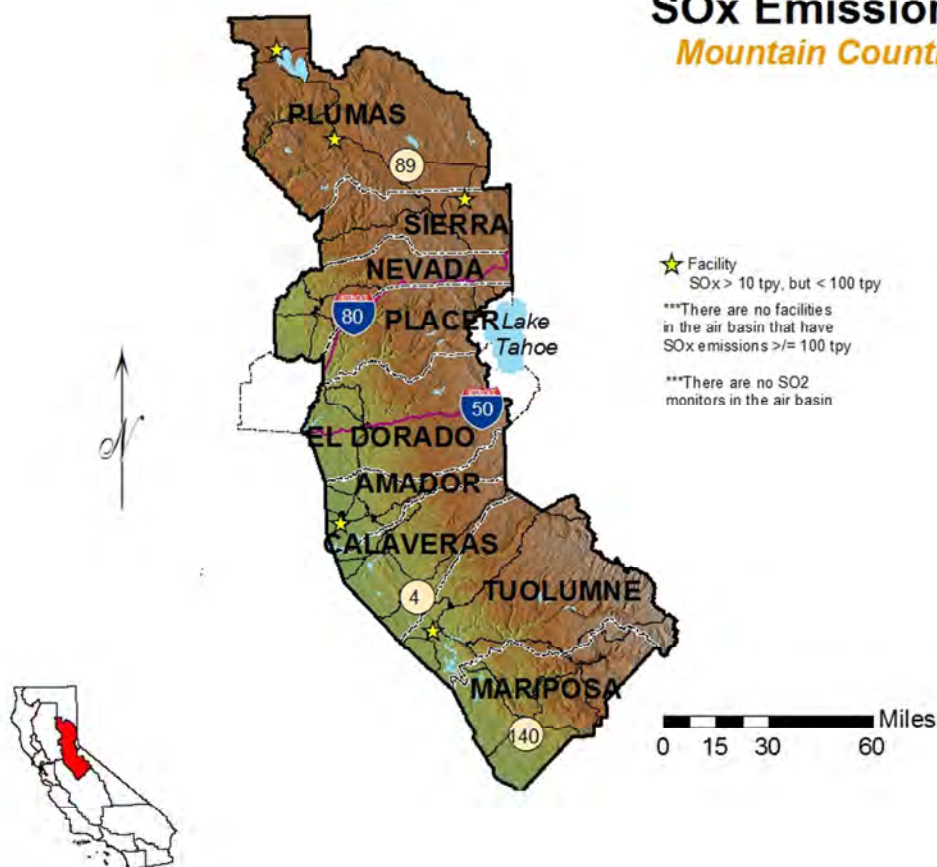 SOx Emission
Mountain Count
PLUMAS
89
SIERRA
NEVADA
80
PLACER
Lake
Tahoe
50
EL DORADO
AMADOR
CALAVERAS
4
TUOLUMNE
MARIPOSA
140
N
Facility
SOx > 10 tpy, but < 100 tpy
***There are no facilities
in the air basin that have
SOx emissions >/= 100 tpy
***There are no SO2
monitors in the air basin
Miles
0 15 30 60